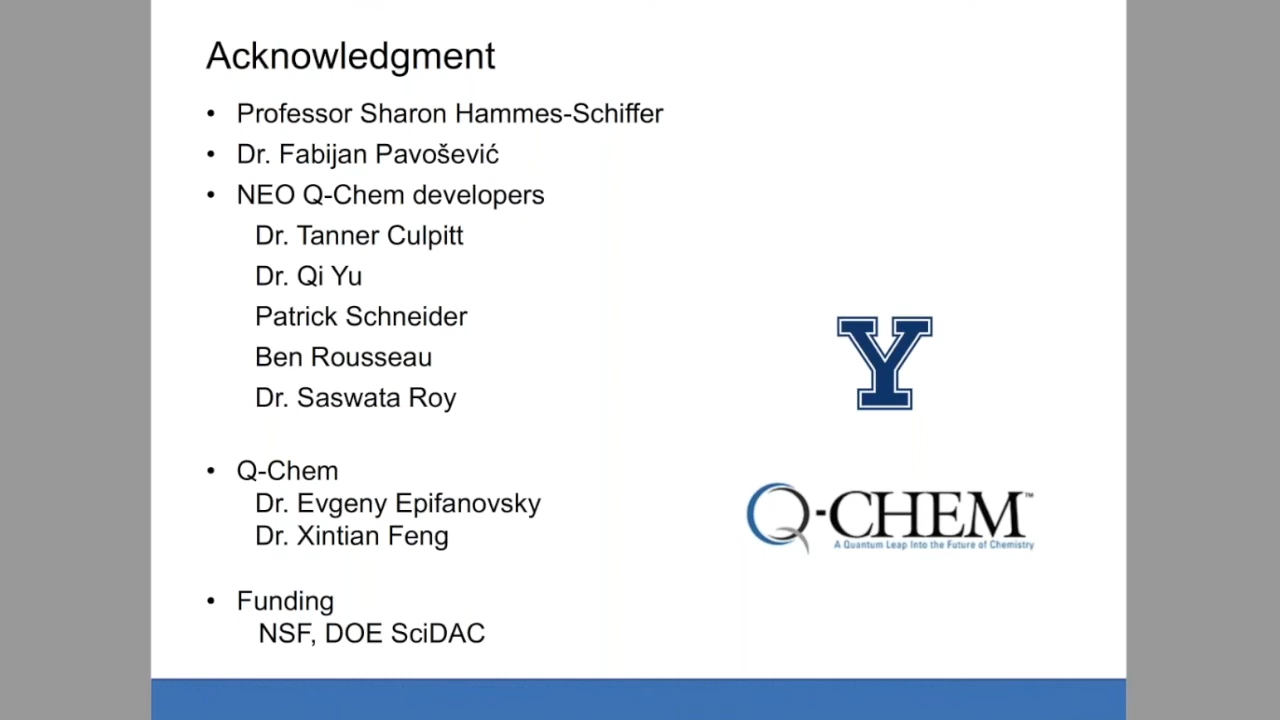 Acknowledgment
• Professor Sharon Hammes-Schiffer
• Dr. Fabijan Pavošević
• NEO Q-Chem developers
Dr. Tanner Culpitt
Dr. Qi Yu
Patrick Schneider
Ben Rousseau
Dr. Saswata Roy
• Q-Chem
Dr. Evgeny Epifanovsky
Dr. Xintian Feng
• Funding
NSF, DOE SciDAC
Y
Q-CHEM™
A Quantum Leap Into the Future of Chemistry